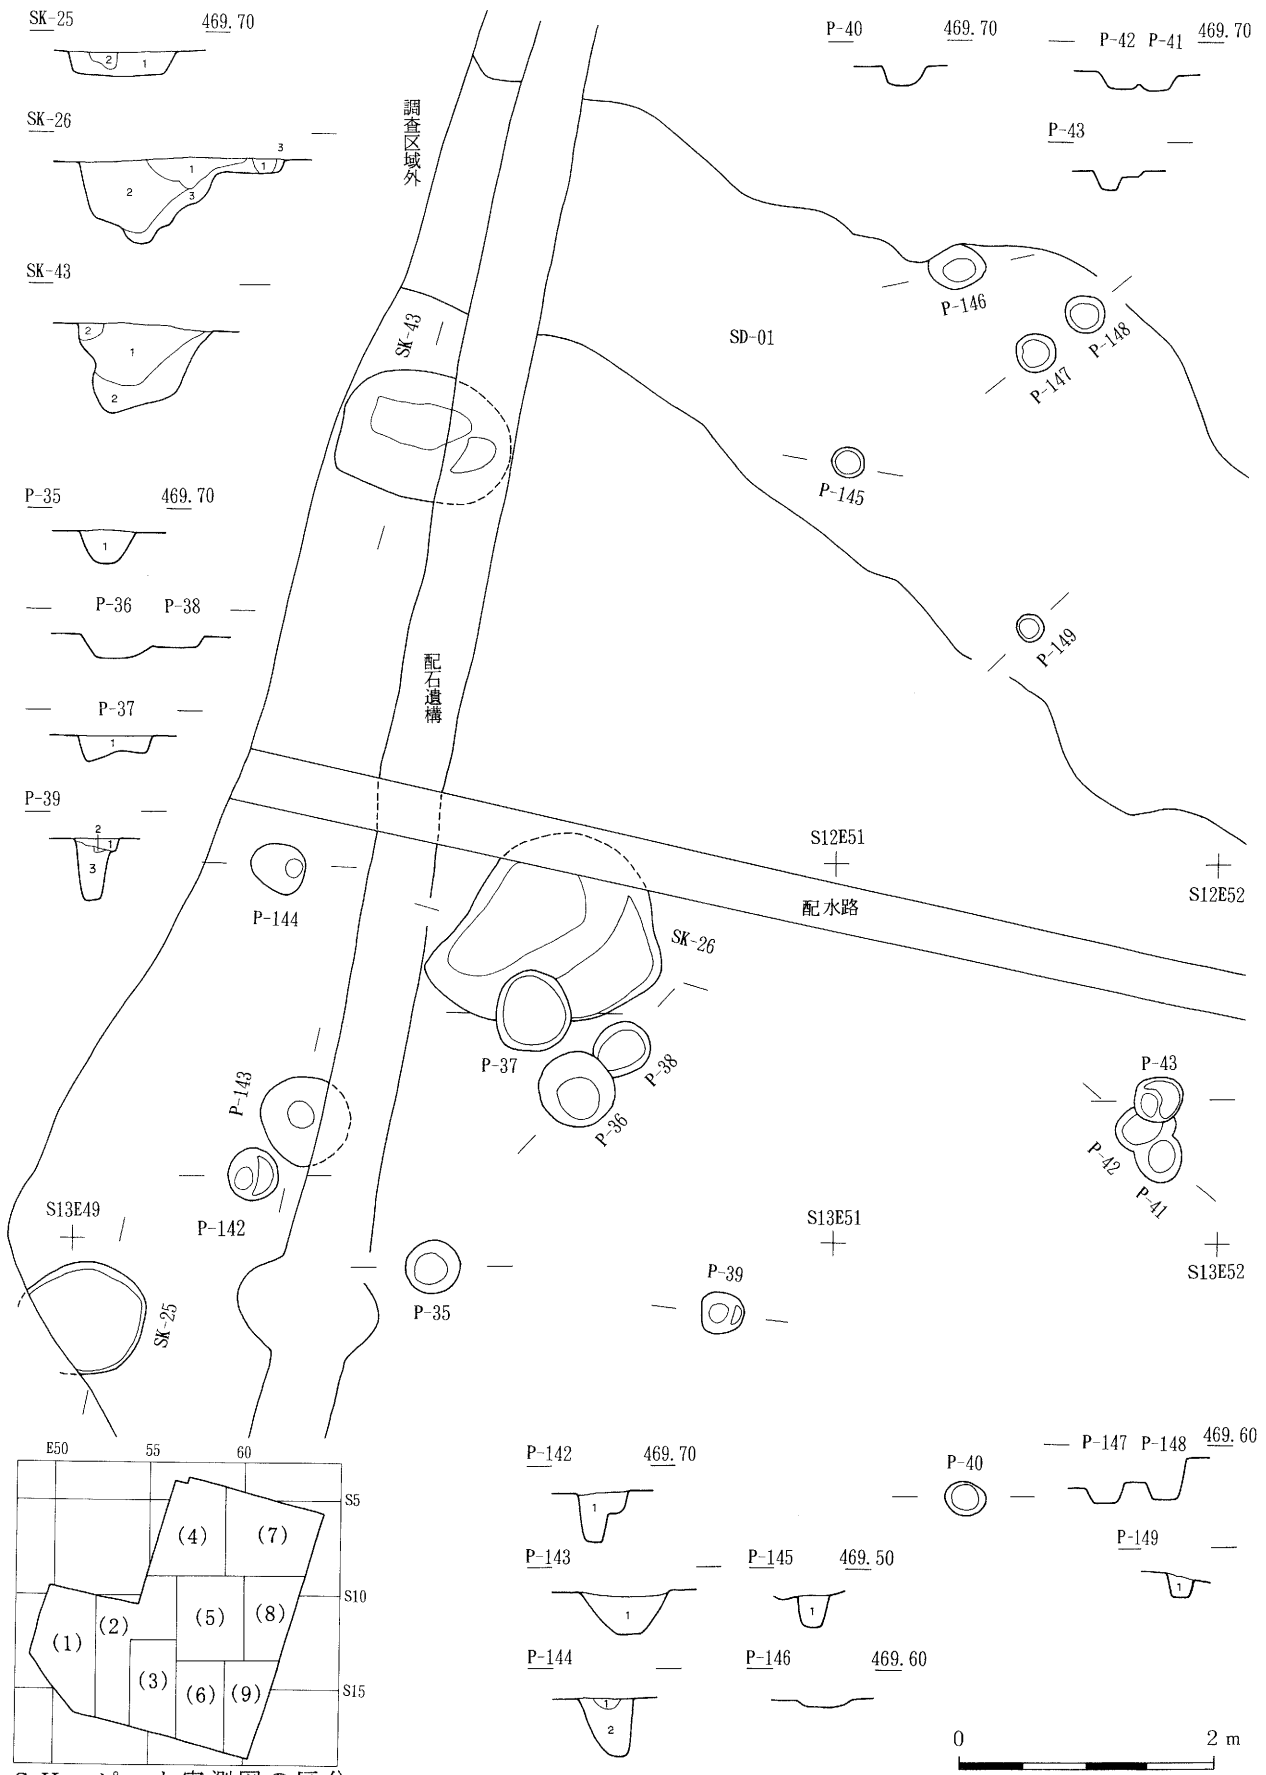 SK-25 469.70
2 1
SK-26
3
1 1
2 3
SK-43
2
1
2
P-35 469.70
1
P-36 P-38
P-37
1
P-39
2
1
3
P-40 469.70
P-42 P-41 469.70
P-43
調査区域外
SK-43
SD-01
P-146
P-148
P-147
P-145
P-149
配石遺構
S12E51
S12E52
配水路
P-144
SK-26
P-37
P-38
P-36
P-143
P-142
P-43
P-42
P-41
S13E49
S13E51
S13E52
SK-25
P-35
P-39
P-40
E50 55 60
S5
S10
S15
(4) (7)
(5) (8)
(1) (2)
(3) (6) (9)
P-142 469.70
1
P-143
1
P-144
1
2
P-145 469.50
1
P-146 469.60
P-147 P-148 469.60
P-149
1
0 2 m